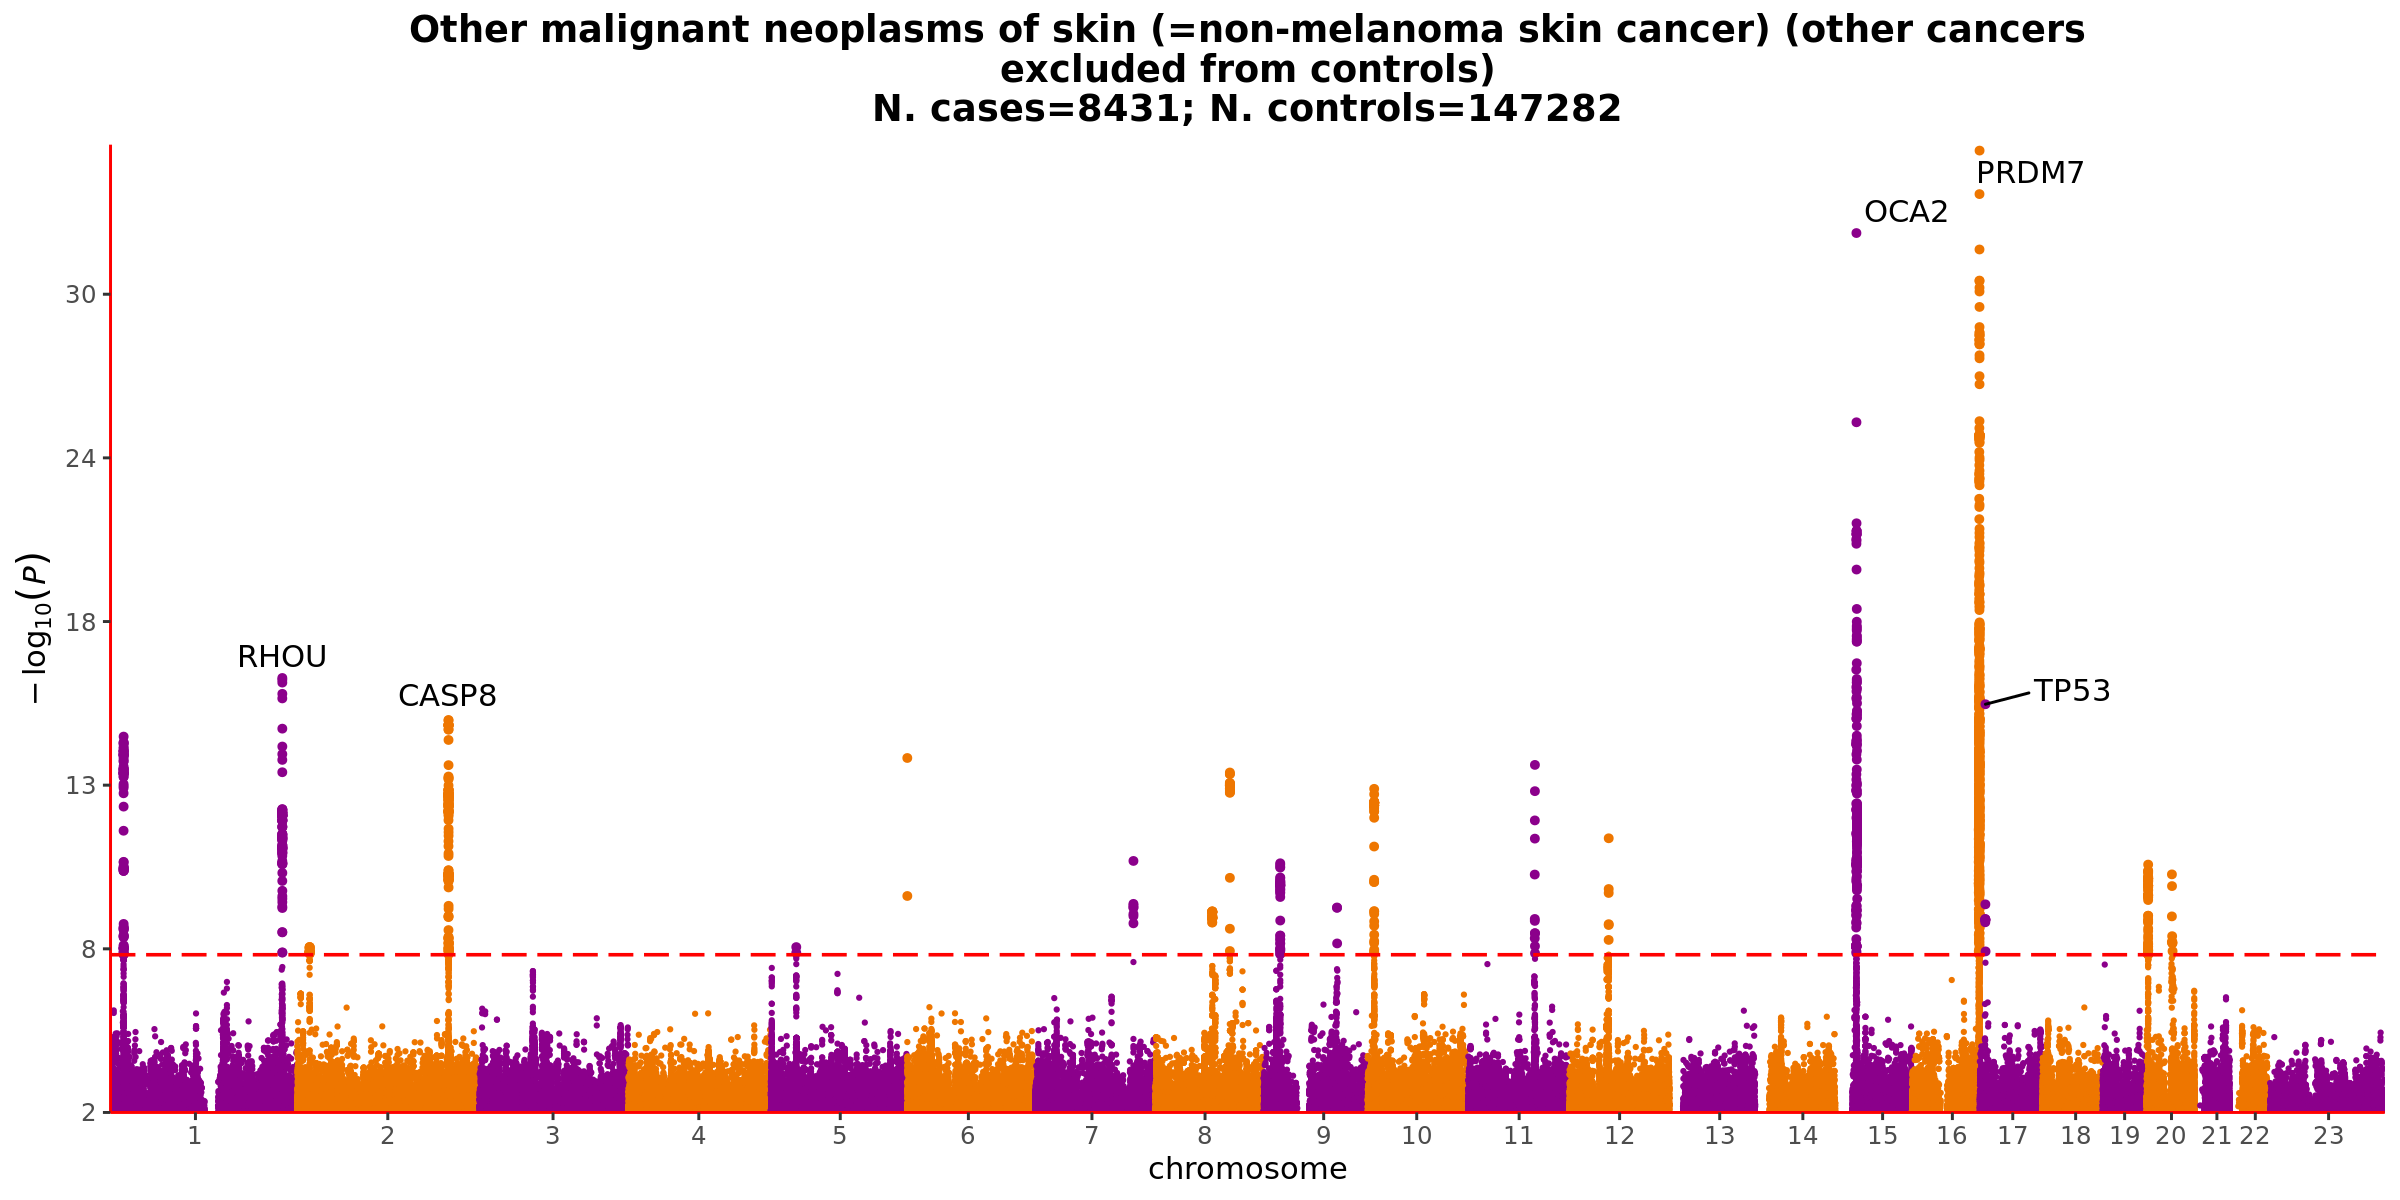 Other malignant neoplasms of skin (=non-melanoma skin cancer) (other cancers
excluded from controls)
N. cases=8431; N. controls=147282
PRDM7
OCA2
30
24
18
RHOU
CASP8
TP53
13
8
2
−log10(P)
1 2 3 4 5 6 7 8 9 10 11 12 13 14 15 16 17 18 19 20 21 22 23
chromosome